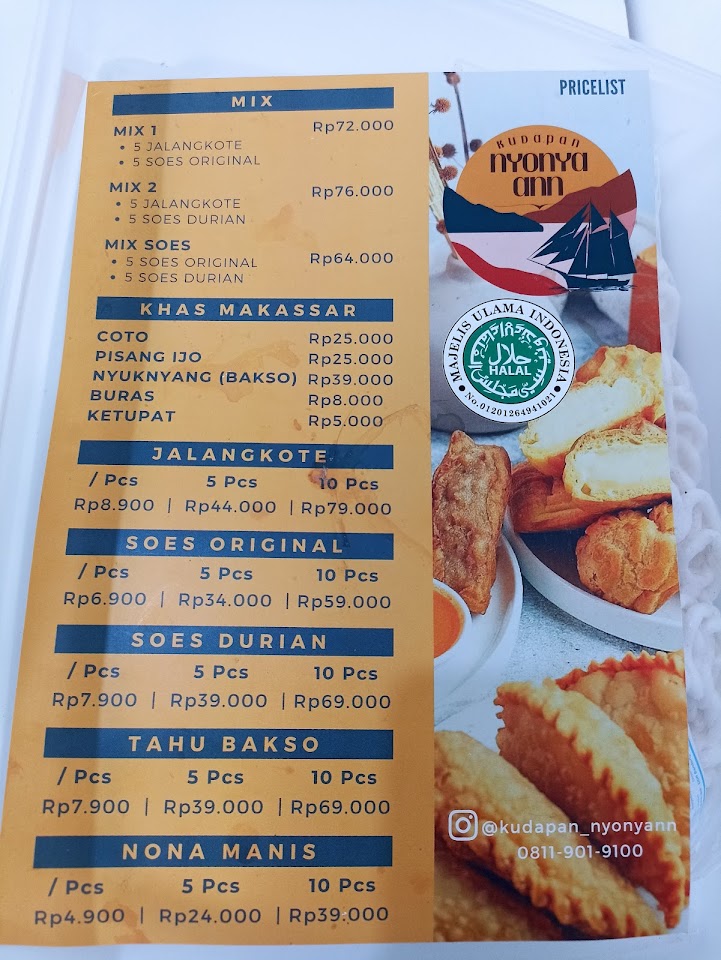 MIX
MIX 1 Rp72.000
• 5 JALANGKOTE
• 5 SOES ORIGINAL
MIX 2 Rp76.000
• 5 JALANGKOTE
• 5 SOES DURIAN
MIX SOES Rp64.000
• 5 SOES ORIGINAL
• 5 SOES DURIAN
KHAS MAKASSAR
COTO Rp25.000
PISANG IJO Rp25.000
NYUKNYANG (BAKSO) Rp39.000
BURAS Rp8.000
KETUPAT Rp5.000
JALANGKOTE
/ Pcs 5 Pcs 10 Pcs
Rp8.900 | Rp44.000 | Rp79.000
SOES ORIGINAL
/ Pcs 5 Pcs 10 Pcs
Rp6.900 | Rp34.000 | Rp59.000
SOES DURIAN
/ Pcs 5 Pcs 10 Pcs
Rp7.900 | Rp39.000 | Rp69.000
TAHU BAKSO
/ Pcs 5 Pcs 10 Pcs
Rp7.900 | Rp39.000 | Rp69.000
NONA MANIS
/ Pcs 5 Pcs 10 Pcs
Rp4.900 | Rp24.000 | Rp39.000
PRICELIST
KUDAPAN
NYONYA
ANN
MAJELIS ULAMA INDONESIA
حلال
HALAL
No.01201264941021
@kudapan_nyonyann
0811-901-9100